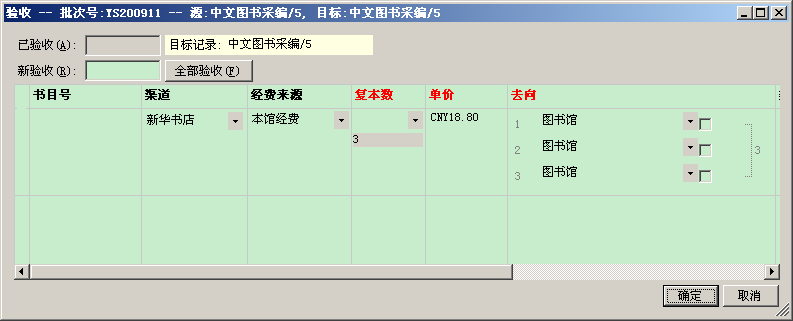 验收 -- 批次号:YS200911 -- 源:中文图书采编/5, 目标:中文图书采编/5
已验收(A): 目标记录: 中文图书采编/5
新验收(R): 全部验收(F)
书目号 渠道 经费来源 复本数 单价 去向
新华书店 本馆经费 CNY18.80 1 图书馆
3
2 图书馆 3
3 图书馆
确定 取消